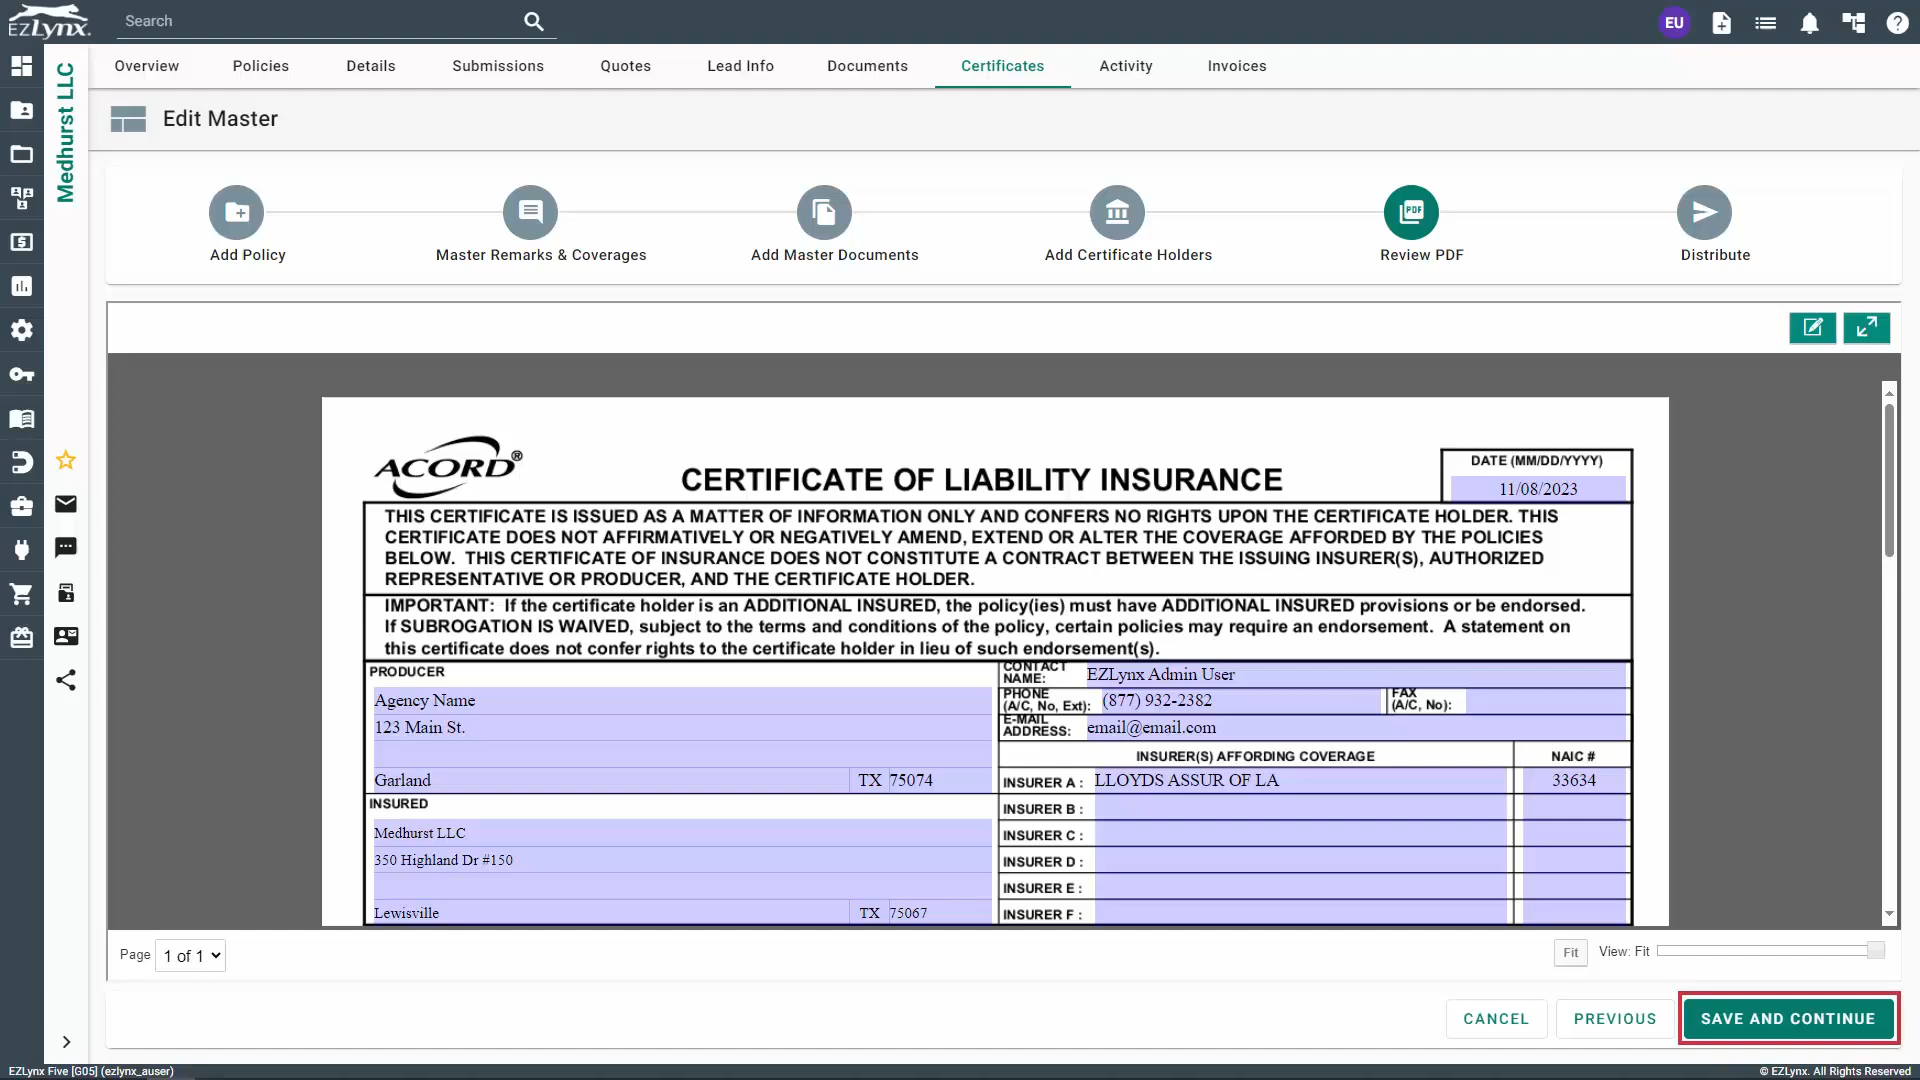 EZLynx
Search
EU
Medhurst LLC
Overview
Policies
Details
Submissions
Quotes
Lead Info
Documents
Certificates
Activity
Invoices
Edit Master
Add Policy
Master Remarks & Coverages
Add Master Documents
Add Certificate Holders
PDF
Review PDF
Distribute
ACORD®
CERTIFICATE OF LIABILITY INSURANCE
DATE (MM/DD/YYYY)
11/08/2023
THIS CERTIFICATE IS ISSUED AS A MATTER OF INFORMATION ONLY AND CONFERS NO RIGHTS UPON THE CERTIFICATE HOLDER. THIS
CERTIFICATE DOES NOT AFFIRMATIVELY OR NEGATIVELY AMEND, EXTEND OR ALTER THE COVERAGE AFFORDED BY THE POLICIES
BELOW. THIS CERTIFICATE OF INSURANCE DOES NOT CONSTITUTE A CONTRACT BETWEEN THE ISSUING INSURER(S), AUTHORIZED
REPRESENTATIVE OR PRODUCER, AND THE CERTIFICATE HOLDER.
IMPORTANT: If the certificate holder is an ADDITIONAL INSURED, the policy(ies) must have ADDITIONAL INSURED provisions or be endorsed.
If SUBROGATION IS WAIVED, subject to the terms and conditions of the policy, certain policies may require an endorsement. A statement on
this certificate does not confer rights to the certificate holder in lieu of such endorsement(s).
PRODUCER
Agency Name
123 Main St.
Garland TX 75074
INSURED
Medhurst LLC
350 Highland Dr #150
Lewisville TX 75067
CONTACT
NAME: EZLynx Admin User
PHONE
(A/C, No, Ext): (877) 932-2382
FAX
(A/C, No):
E-MAIL
ADDRESS: email@email.com
INSURER(S) AFFORDING COVERAGE NAIC #
INSURER A : LLOYDS ASSUR OF LA 33634
INSURER B :
INSURER C :
INSURER D :
INSURER E :
INSURER F :
Page 1 of 1
Fit
View: Fit
CANCEL
PREVIOUS
SAVE AND CONTINUE
EZLynx Five [G05] (ezlynx_auser)
© EZLynx. All Rights Reserved